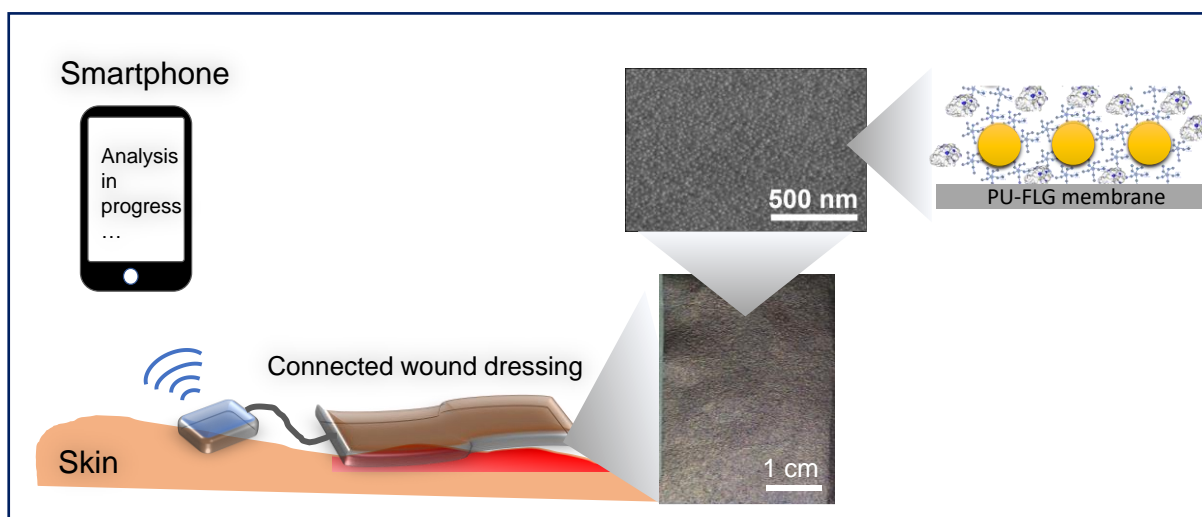 Smartphone
Analysis
in
progress
…
500 nm
PU-FLG membrane
Connected wound dressing
Skin
1 cm